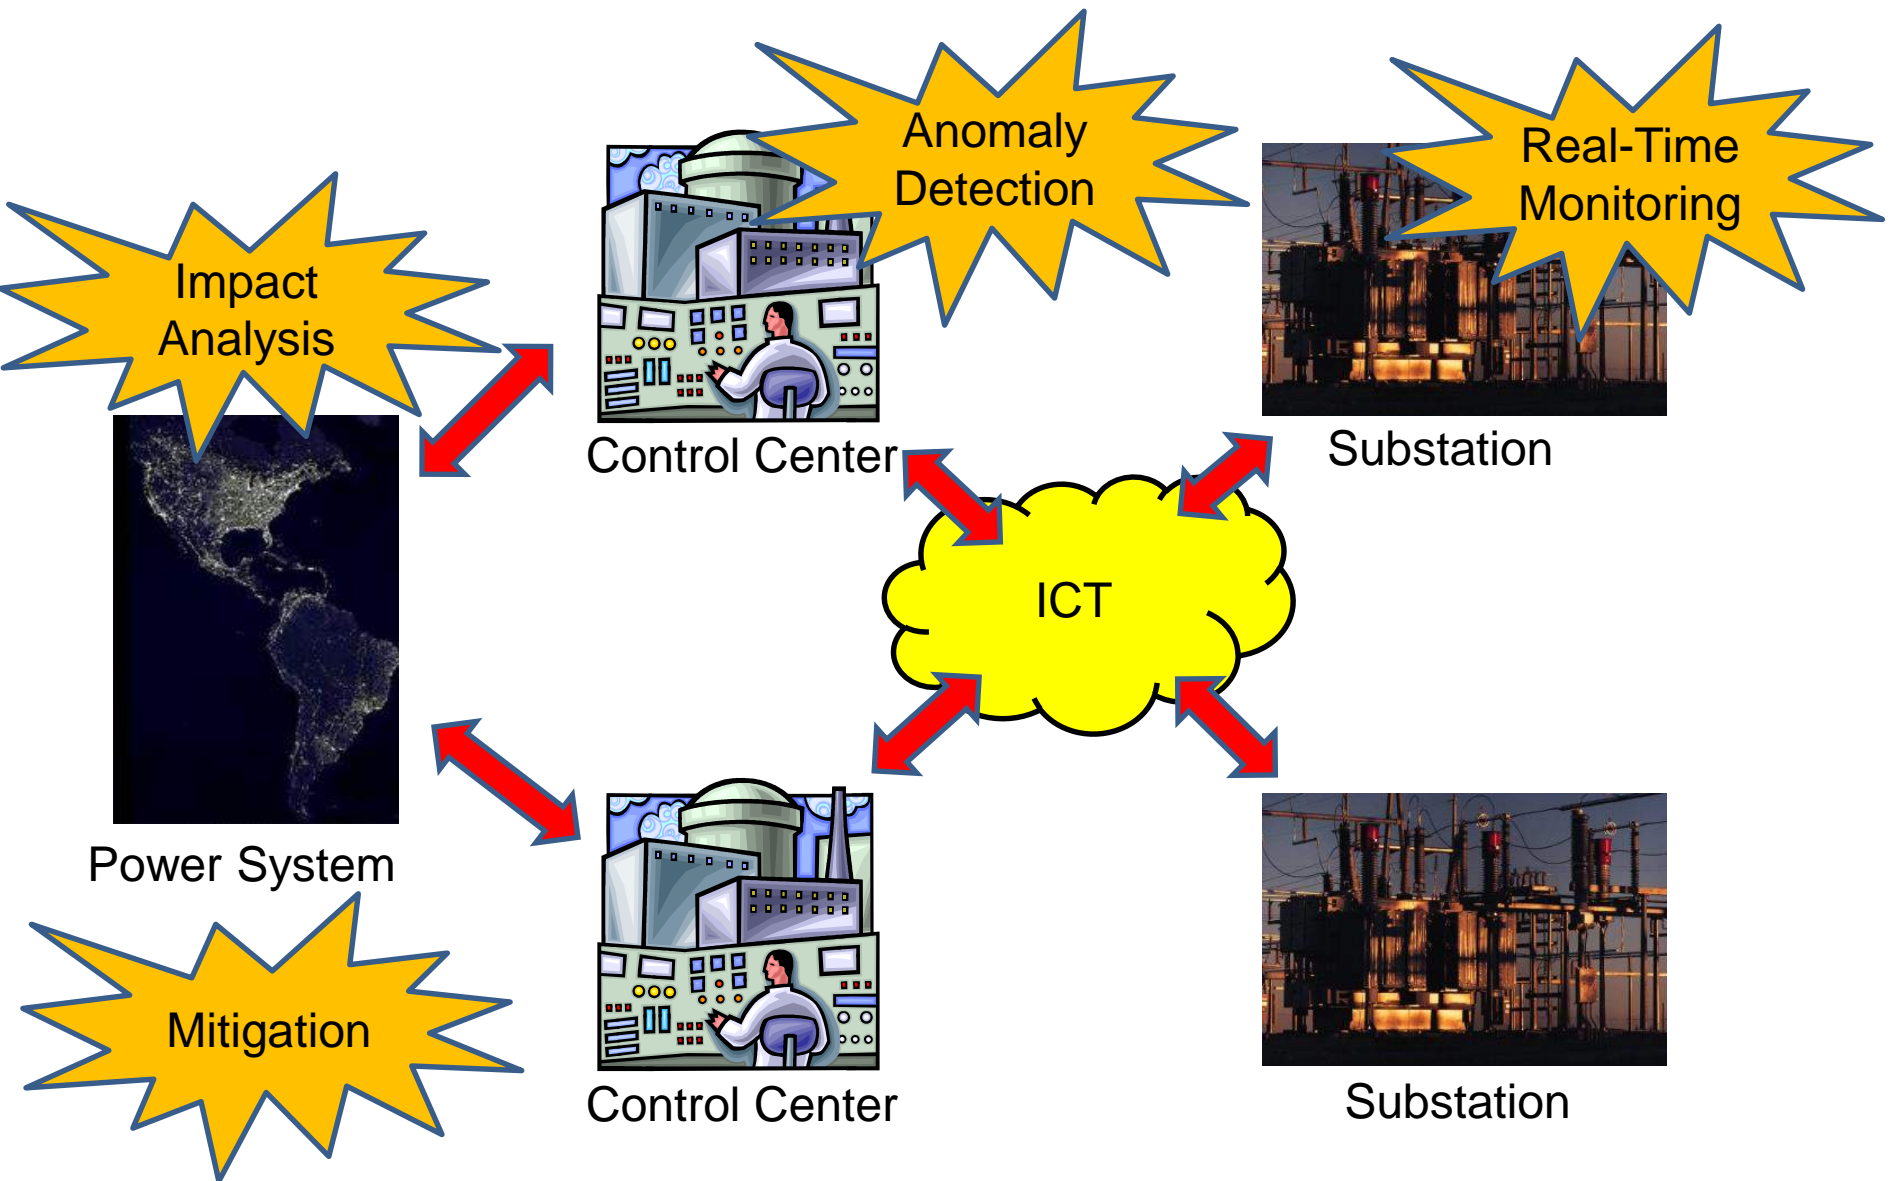 Anomaly
Detection
Real-Time
Monitoring
Impact
Analysis
Control Center
Substation
ICT
Power System
Mitigation
Control Center
Substation